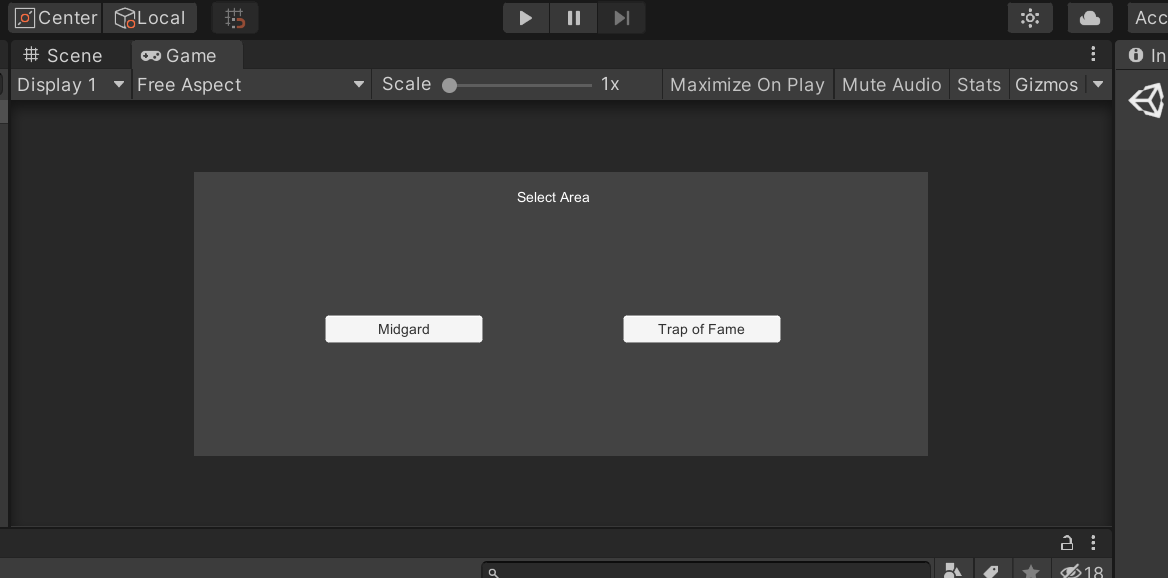 Center Local
Scene Game
Display 1 Free Aspect Scale 1x Maximize On Play Mute Audio Stats Gizmos
Acc
In
Select Area
Midgard Trap of Fame
18